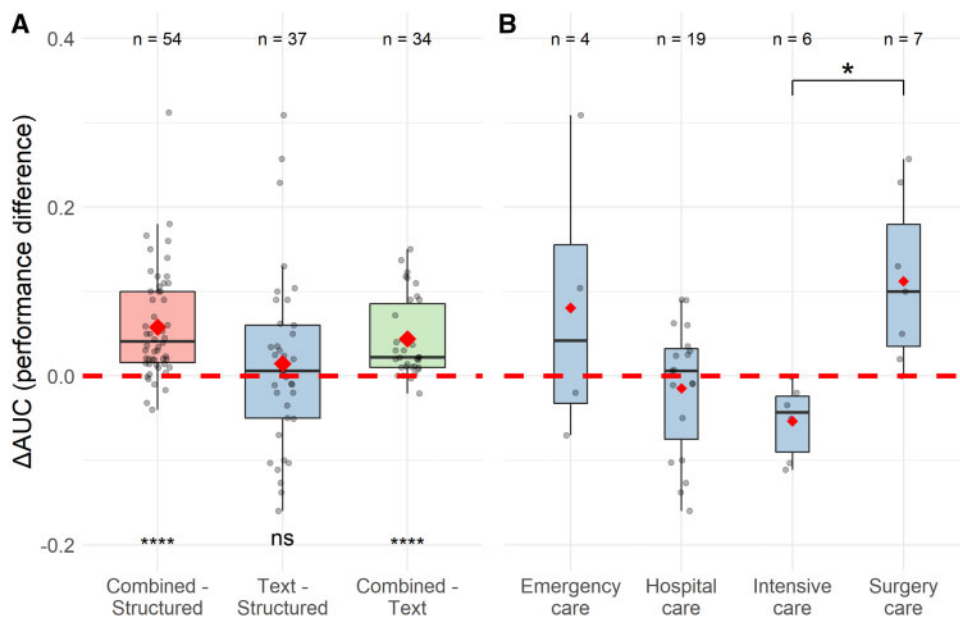 A
B
n = 54
n = 37
n = 34
n = 4
n = 19
n = 6
n = 7
*
ΔAUC (performance difference)
0.4
0.2
0.0
-0.2
****
ns
****
Combined -
Structured
Text -
Structured
Combined -
Text
Emergency
care
Hospital
care
Intensive
care
Surgery
care